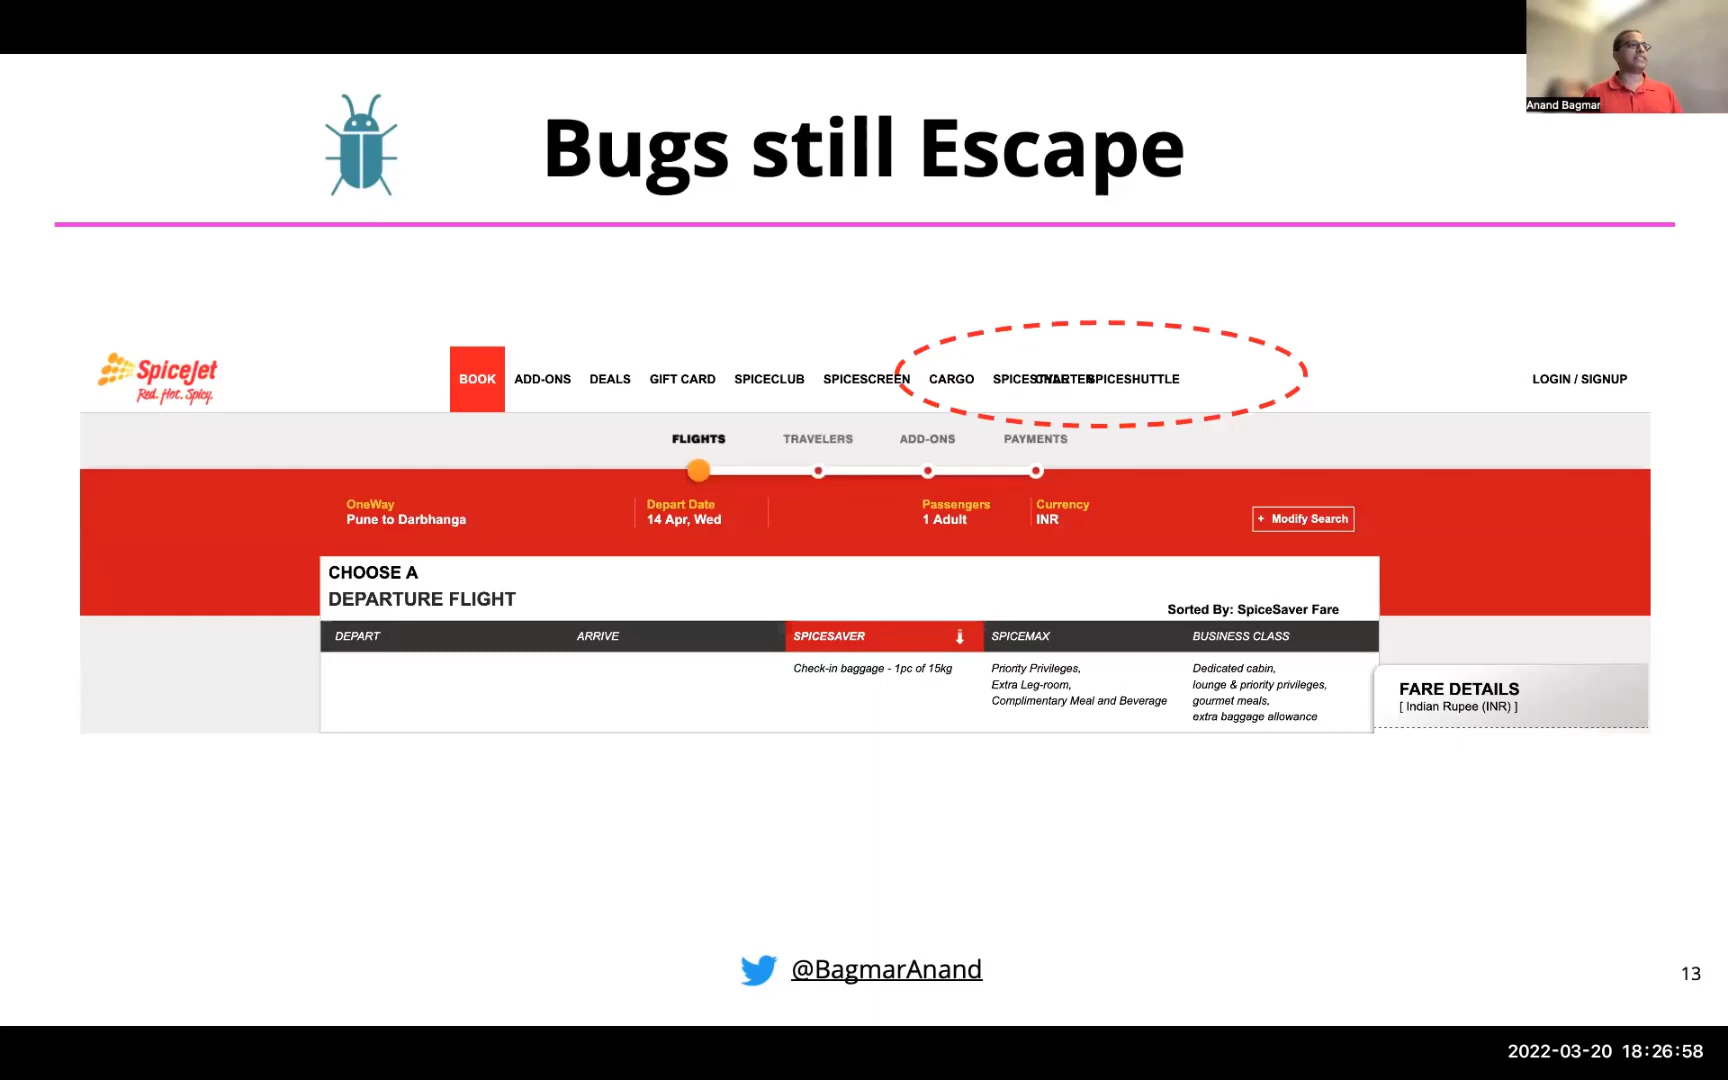 Anand Bagmar
Bugs still Escape
SpiceJet
Red. Hot. Spicy.
BOOK ADD-ONS DEALS GIFT CARD SPICECLUB SPICESCREEN CARGO SPICESTYLE CHARTER SPICESHUTTLE LOGIN / SIGNUP
FLIGHTS TRAVELERS ADD-ONS PAYMENTS
OneWay Depart Date Passengers Currency
Pune to Darbhanga 14 Apr, Wed 1 Adult INR
+ Modify Search
CHOOSE A
DEPARTURE FLIGHT
Sorted By: SpiceSaver Fare
DEPART ARRIVE SPICESAVER SPICEMAX BUSINESS CLASS
Check-in baggage - 1pc of 15kg Priority Privileges, Dedicated cabin,
Extra Leg-room, lounge & priority privileges,
Complimentary Meal and Beverage gourmet meals,
extra baggage allowance
FARE DETAILS
[ Indian Rupee (INR) ]
@BagmarAnand
13
2022-03-20 18:26:58